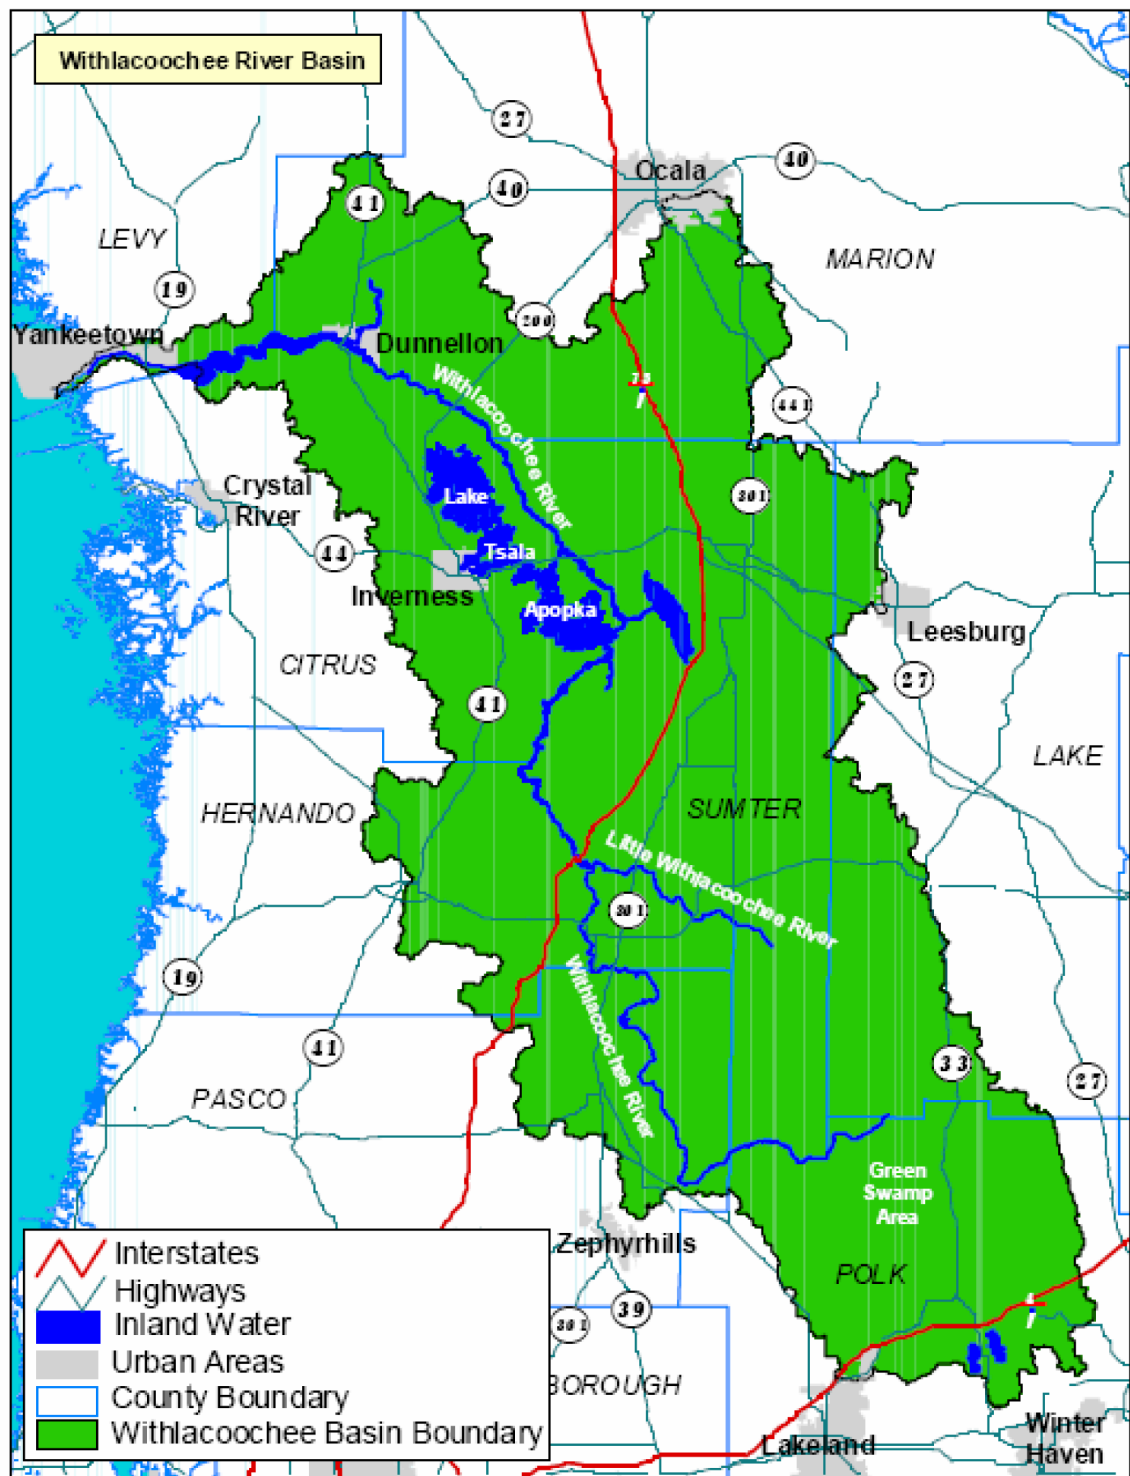 Withlacoochee River Basin
27
Ocala
40
40
41
LEVY
MARION
19
200
Yankeetown
Dunnellon
Withlacoochee River
75
441
Crystal
River
Lake
301
44
Tsala
Inverness
Apopka
Leesburg
CITRUS
27
41
LAKE
HERNANDO
SUMTER
Little Withlacoochee River
301
19
Withlacoochee River
41
33
27
PASCO
Green
Swamp
Area
Zephyrhills
POLK
4
301
39
BOROUGH
Lakeland
Winter
Haven
Interstates
Highways
Inland Water
Urban Areas
County Boundary
Withlacoochee Basin Boundary